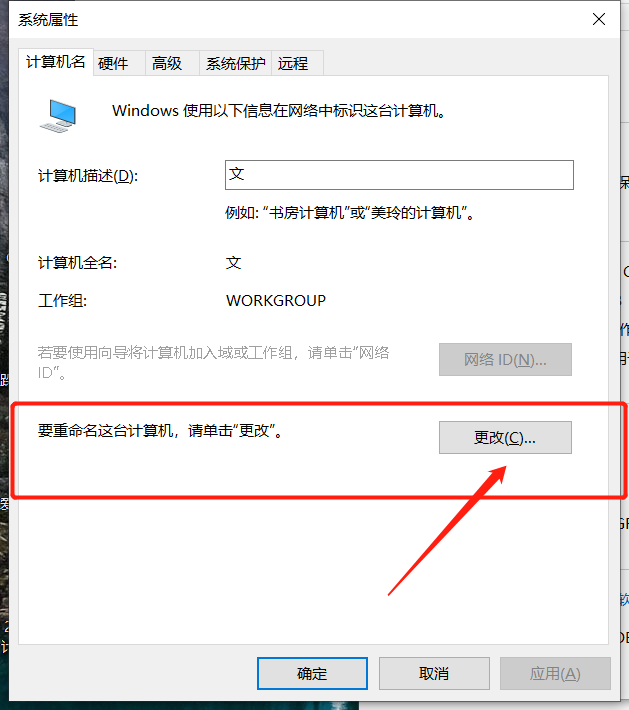 系统属性
计算机名 硬件 高级 系统保护 远程
Windows 使用以下信息在网络中标识这台计算机。
计算机描述(D): 文
例如: “书房计算机”或“美玲的计算机”。
计算机全名: 文
工作组: WORKGROUP
若要使用向导将计算机加入域或工作组，请单击“网络
ID”。
网络 ID(N)...
要重命名这台计算机，请单击“更改”。
更改(C)...
确定 取消 应用(A)